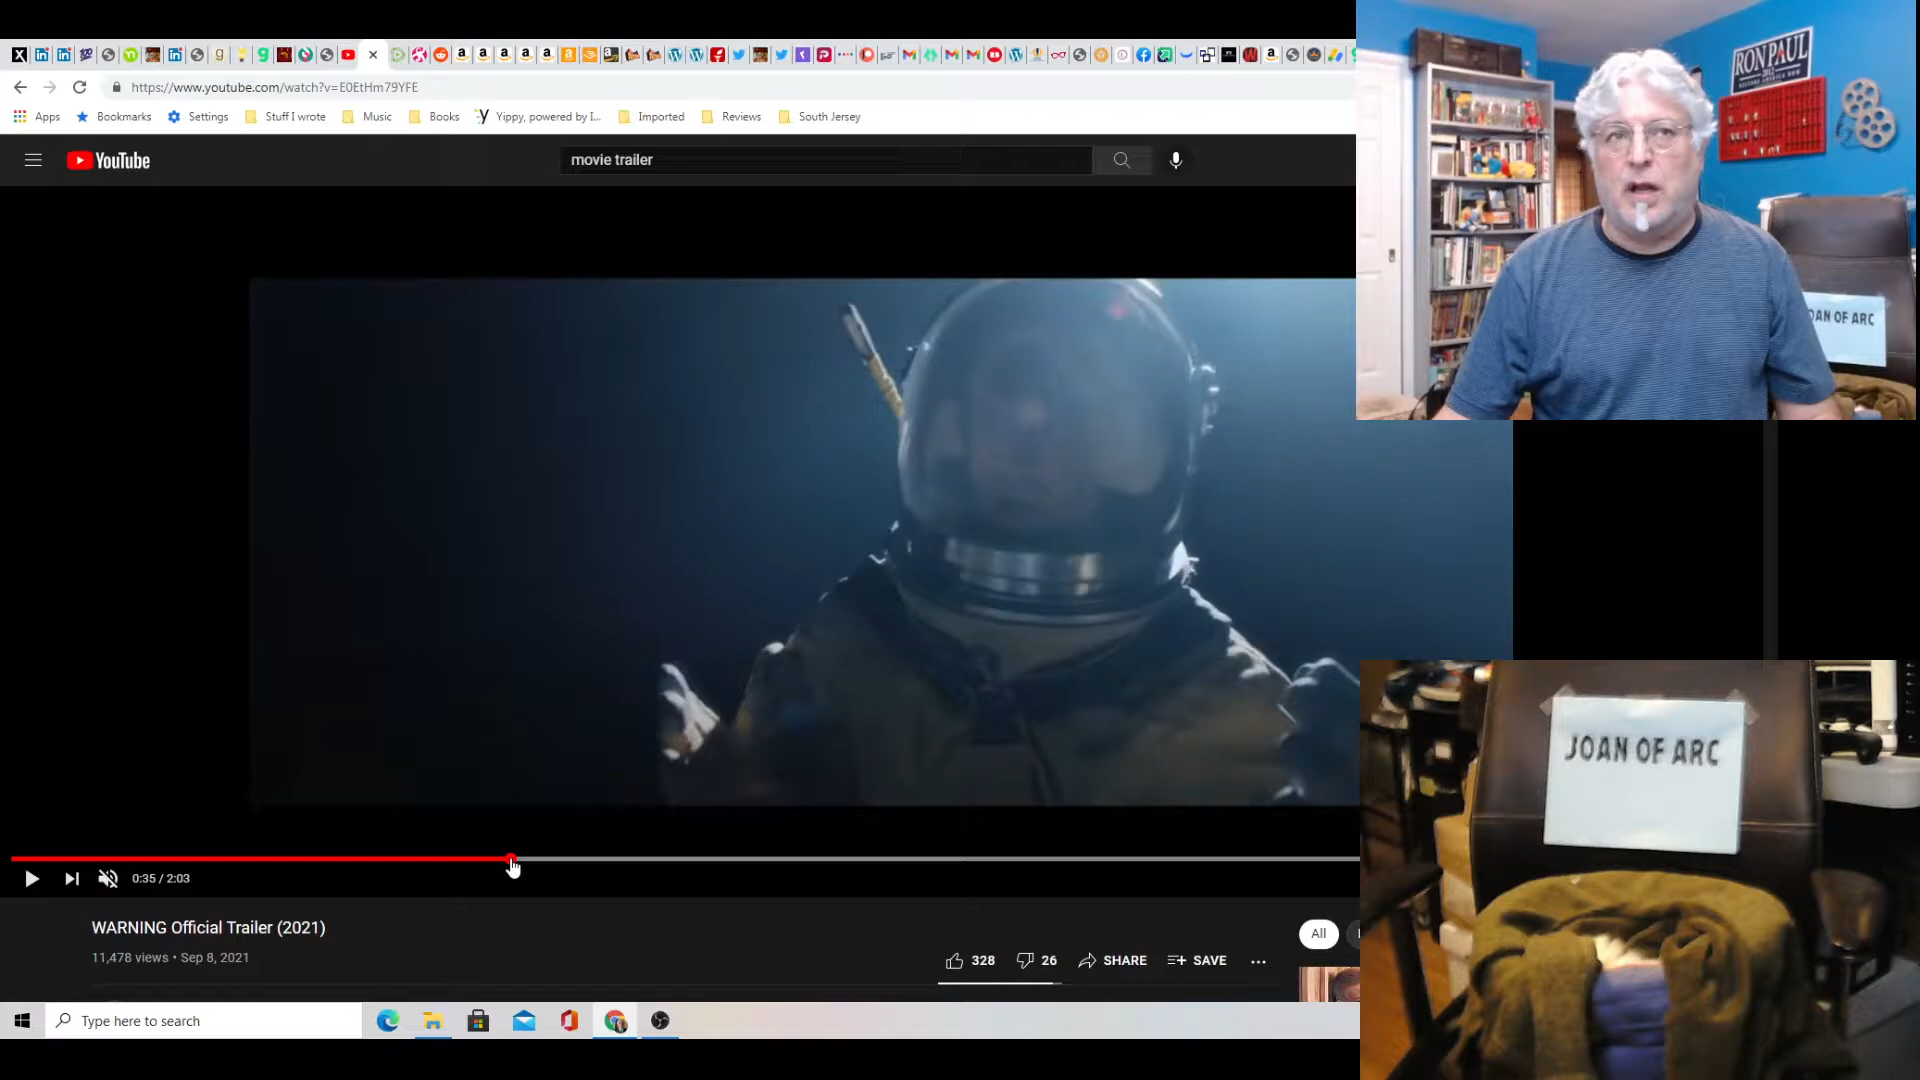 https://www.youtube.com/watch?v=E0EtHm79YFE
Apps
Bookmarks
Settings
Stuff I wrote
Music
Books
Yippy, powered by I...
Imported
Reviews
South Jersey
YouTube
movie trailer
0:35 / 2:03
WARNING Official Trailer (2021)
11,478 views • Sep 8, 2021
328
26
SHARE
SAVE
All
Type here to search
RON PAUL
2012
OAN OF ARC
JOAN OF ARC